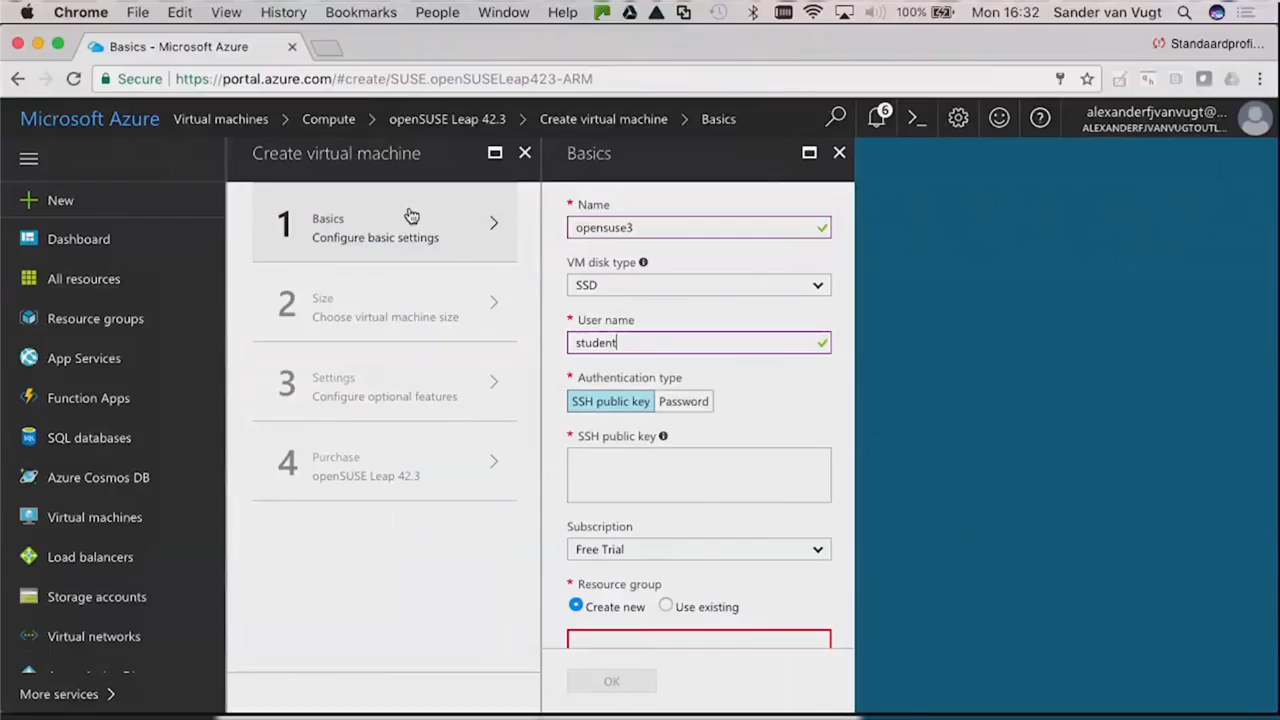 Chrome File Edit View History Bookmarks People Window Help 100% Mon 16:32 Sander van Vugt
Basics - Microsoft Azure
Standaardprofi...
Secure https://portal.azure.com/#create/SUSE.openSUSELeap423-ARM
Microsoft Azure Virtual machines > Compute > openSUSE Leap 42.3 > Create virtual machine > Basics
6
alexanderfjvanvugt@...
ALEXANDERFJVANVUGTOUTL...
Create virtual machine
Basics
New
Dashboard
All resources
Resource groups
App Services
Function Apps
SQL databases
Azure Cosmos DB
Virtual machines
Load balancers
Storage accounts
Virtual networks
More services >
1 Basics
Configure basic settings
2 Size
Choose virtual machine size
3 Settings
Configure optional features
4 Purchase
openSUSE Leap 42.3
* Name
opensuse3
VM disk type
SSD
* User name
student
* Authentication type
SSH public key Password
* SSH public key
Subscription
Free Trial
* Resource group
Create new Use existing
OK